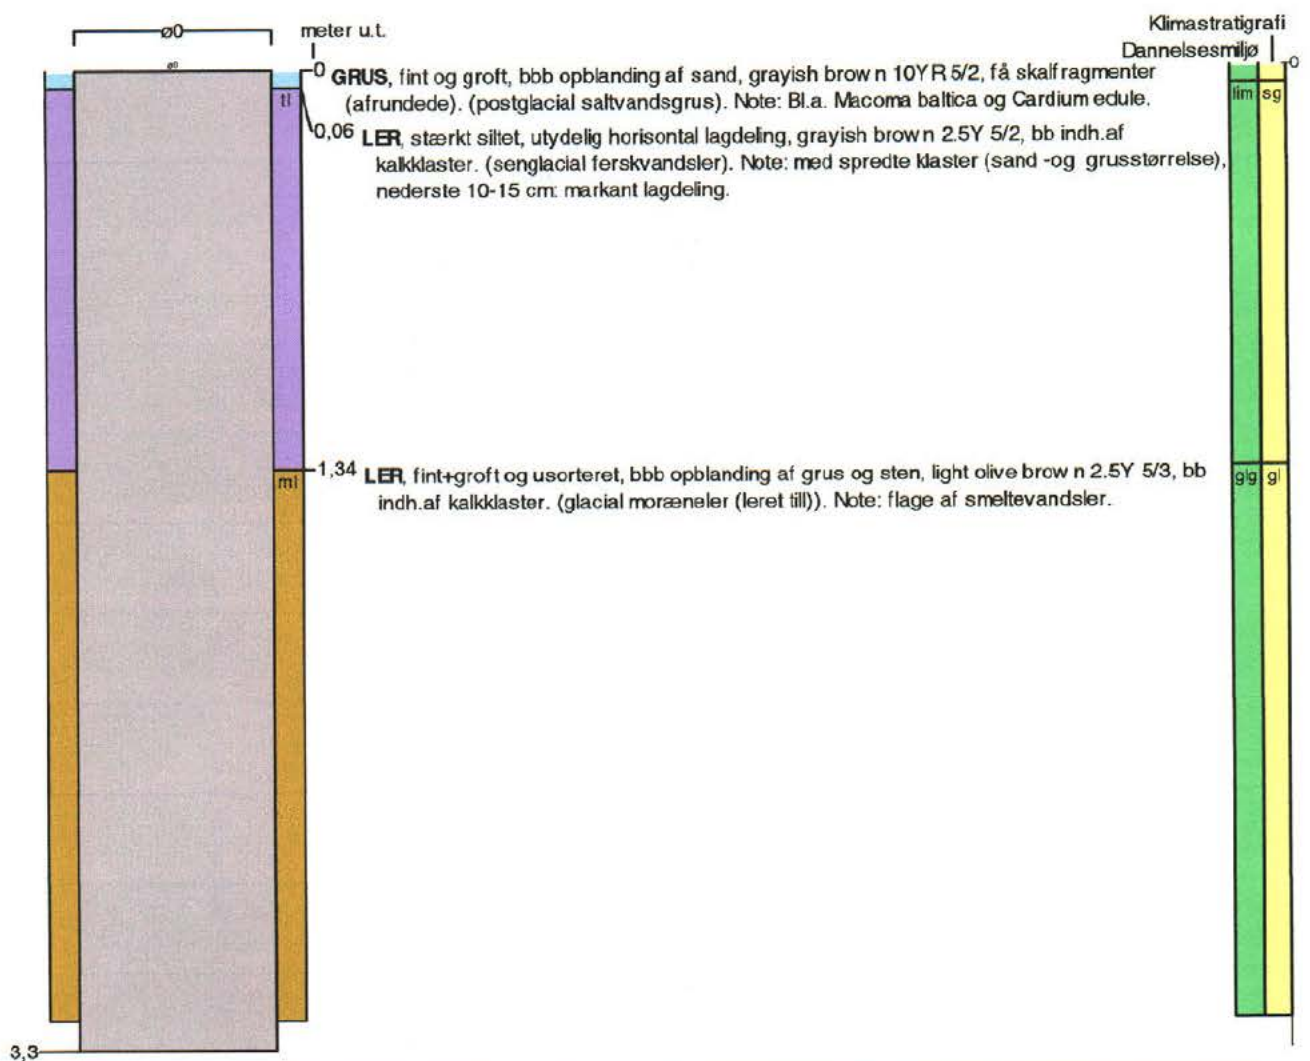 ø0
meter u.t.
Klimastratigrafi
Dannelsesmiljø
ø0
0 GRUS, fint og groft, bbb opblanding af sand, grayish brown 10YR 5/2, få skalfragmenter
(afrundede). (postglacial saltvandsgrus). Note: Bl.a. Macoma baltica og Cardium edule.
0
tl
lim sg
0,06 LER, stærkt siltet, utydelig horisontal lagdeling, grayish brown 2.5Y 5/2, bb indh.af
kalkklaster. (senglacial ferskvandsler). Note: med spredte klaster (sand -og grusstørrelse),
nederste 10-15 cm: markant lagdeling.
1,34 LER, fint+groft og usorteret, bbb opblanding af grus og sten, light olive brown 2.5Y 5/3, bb
indh.af kalkklaster. (glacial moræneler (leret till)). Note: flage af smeltevandsler.
ml
glg gl
3,3